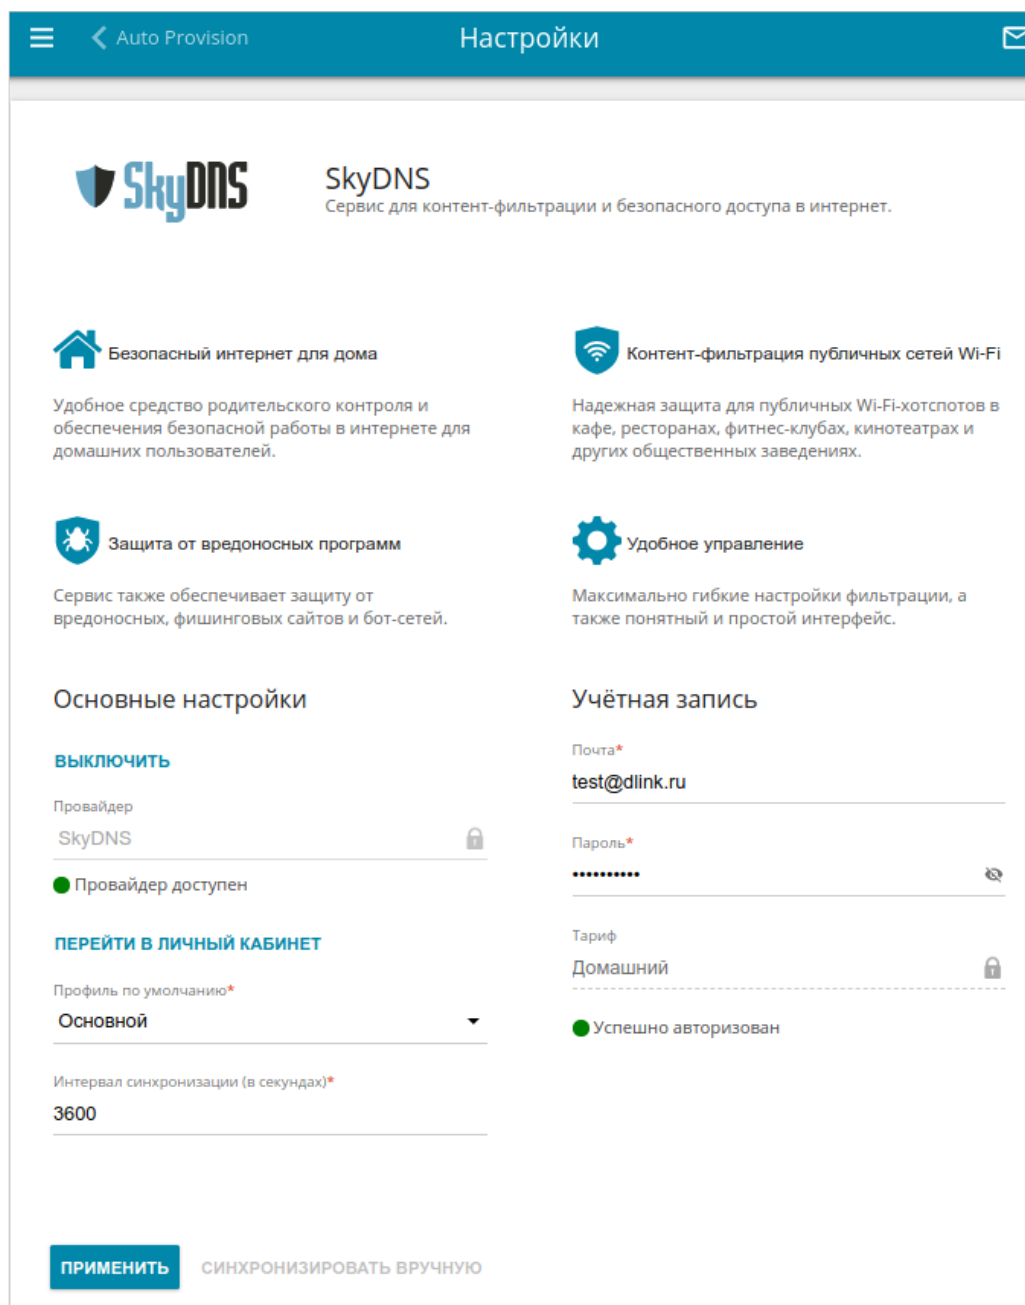 Auto Provision
Настройки
SkyDNS
SkyDNS
Сервис для контент-фильтрации и безопасного доступа в интернет.
Безопасный интернет для дома
Удобное средство родительского контроля и
обеспечения безопасной работы в интернете для
домашних пользователей.
Контент-фильтрация публичных сетей Wi-Fi
Надежная защита для публичных Wi-Fi-хотспотов в
кафе, ресторанах, фитнес-клубах, кинотеатрах и
других общественных заведениях.
Защита от вредоносных программ
Сервис также обеспечивает защиту от
вредоносных, фишинговых сайтов и бот-сетей.
Удобное управление
Максимально гибкие настройки фильтрации, а
также понятный и простой интерфейс.
Основные настройки
ВЫКЛЮЧИТЬ
Провайдер
SkyDNS
Провайдер доступен
ПЕРЕЙТИ В ЛИЧНЫЙ КАБИНЕТ
Профиль по умолчанию*
Основной
Интервал синхронизации (в секундах)*
3600
Учётная запись
Почта*
test@dlink.ru
Пароль*
••••••••••
Тариф
Домашний
Успешно авторизован
ПРИМЕНИТЬ
СИНХРОНИЗИРОВАТЬ ВРУЧНУЮ